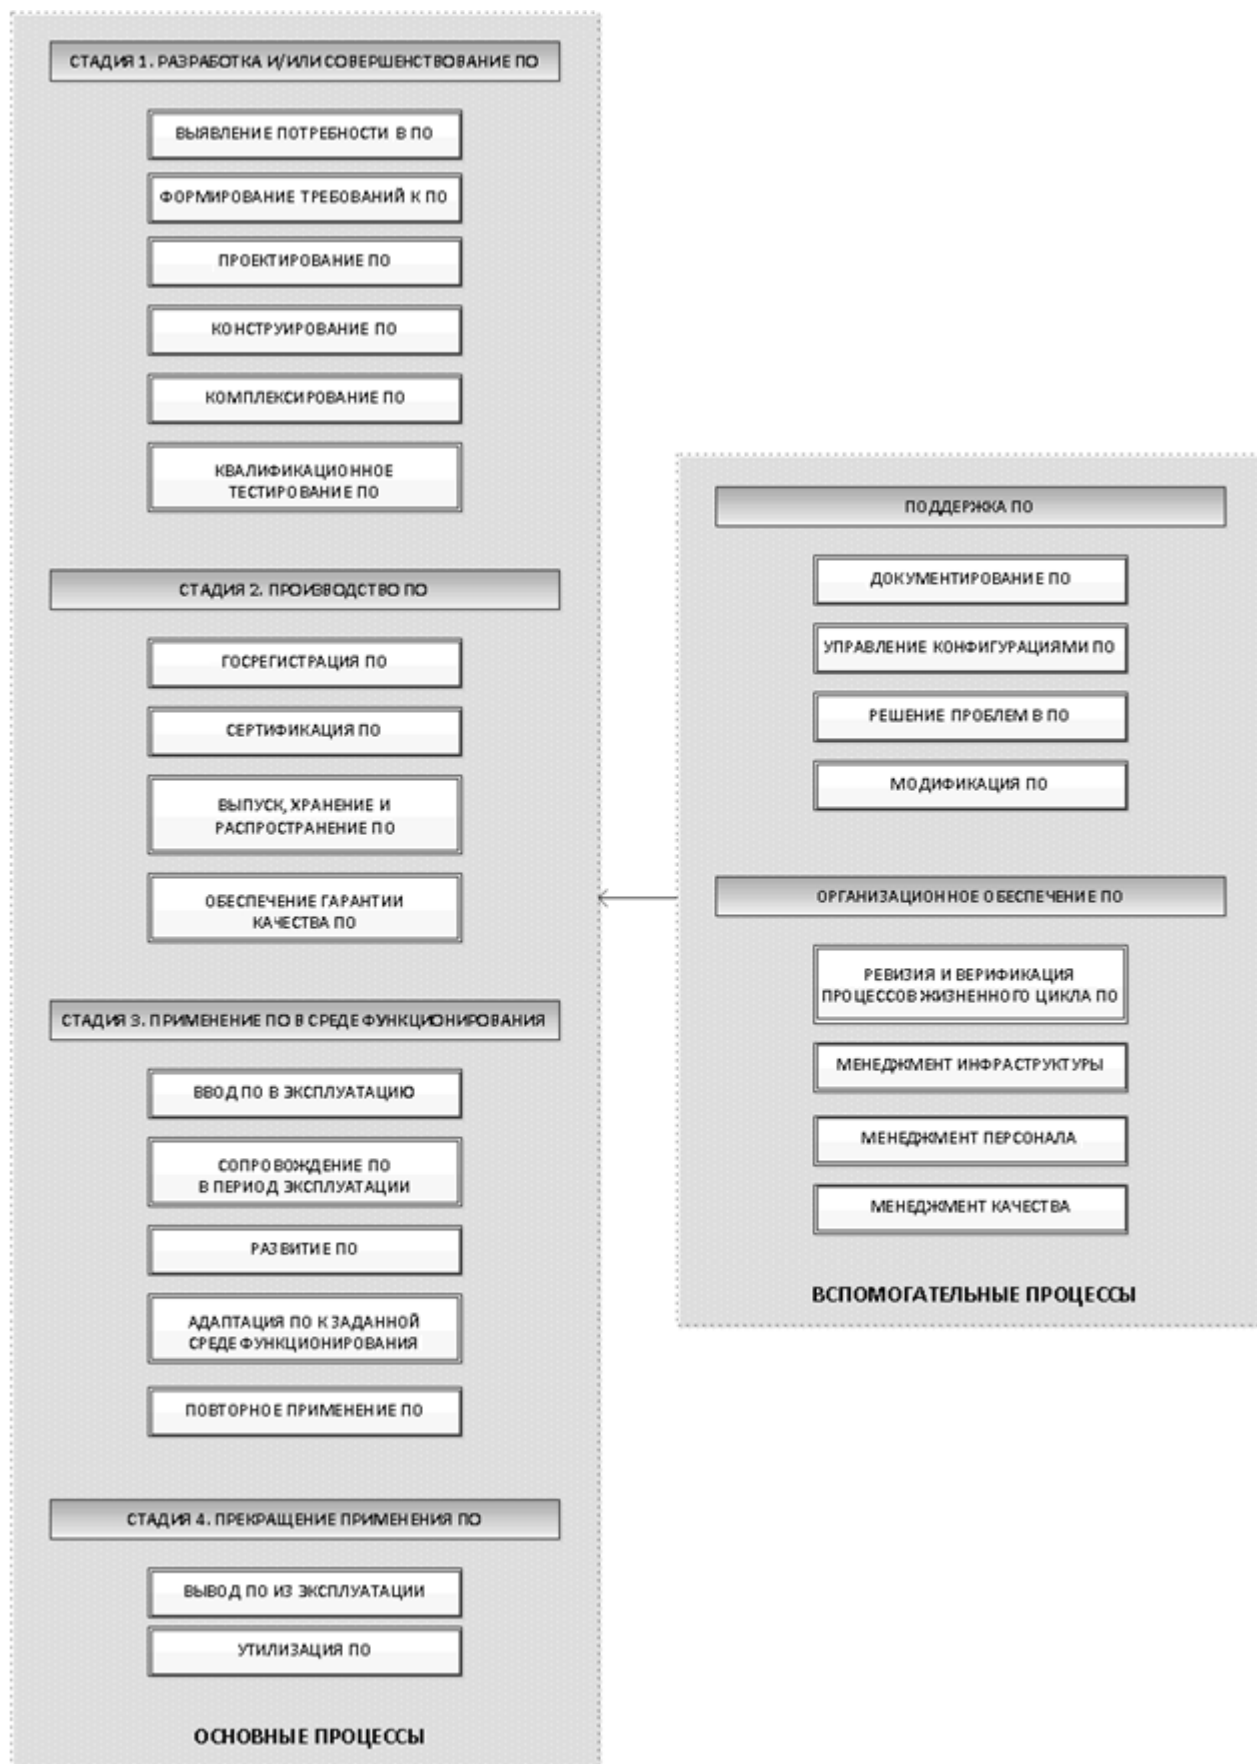 СТАДИЯ 1. РАЗРАБОТКА И/ИЛИ СОВЕРШЕНСТВОВАНИЕ ПО
ВЫЯВЛЕНИЕ ПОТРЕБНОСТИ В ПО
ФОРМИРОВАНИЕ ТРЕБОВАНИЙ К ПО
ПРОЕКТИРОВАНИЕ ПО
КОНСТРУИРОВАНИЕ ПО
КОМПЛЕКСИРОВАНИЕ ПО
КВАЛИФИКАЦИОННОЕ
ТЕСТИРОВАНИЕ ПО
СТАДИЯ 2. ПРОИЗВОДСТВО ПО
ГОСРЕГИСТРАЦИЯ ПО
СЕРТИФИКАЦИЯ ПО
ВЫПУСК, ХРАНЕНИЕ И
РАСПРОСТРАНЕНИЕ ПО
ОБЕСПЕЧЕНИЕ ГАРАНТИИ
КАЧЕСТВА ПО
СТАДИЯ 3. ПРИМЕНЕНИЕ ПО В СРЕДЕ ФУНКЦИОНИРОВАНИЯ
ВВОД ПО В ЭКСПЛУАТАЦИЮ
СОПРОВОЖДЕНИЕ ПО
В ПЕРИОД ЭКСПЛУАТАЦИИ
РАЗВИТИЕ ПО
АДАПТАЦИЯ ПО К ЗАДАННОЙ
СРЕДЕ ФУНКЦИОНИРОВАНИЯ
ПОВТОРНОЕ ПРИМЕНЕНИЕ ПО
СТАДИЯ 4. ПРЕКРАЩЕНИЕ ПРИМЕНЕНИЯ ПО
ВЫВОД ПО ИЗ ЭКСПЛУАТАЦИИ
УТИЛИЗАЦИЯ ПО
ОСНОВНЫЕ ПРОЦЕССЫ
ПОДДЕРЖКА ПО
ДОКУМЕНТИРОВАНИЕ ПО
УПРАВЛЕНИЕ КОНФИГУРАЦИЯМИ ПО
РЕШЕНИЕ ПРОБЛЕМ В ПО
МОДИФИКАЦИЯ ПО
ОРГАНИЗАЦИОННОЕ ОБЕСПЕЧЕНИЕ ПО
РЕВИЗИЯ И ВЕРИФИКАЦИЯ
ПРОЦЕССОВ ЖИЗНЕННОГО ЦИКЛА ПО
МЕНЕДЖМЕНТ ИНФРАСТРУКТУРЫ
МЕНЕДЖМЕНТ ПЕРСОНАЛА
МЕНЕДЖМЕНТ КАЧЕСТВА
ВСПОМОГАТЕЛЬНЫЕ ПРОЦЕССЫ